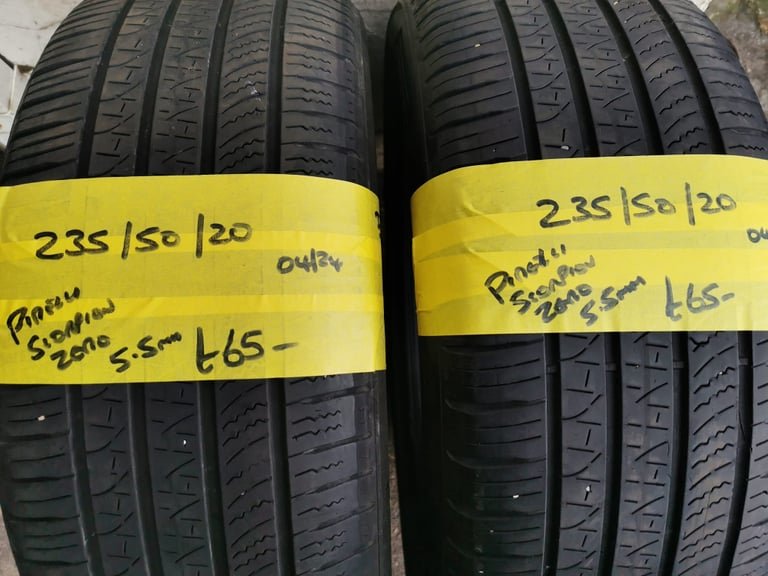 235/50/20
04/24
PIRELLI
SCORPION
ZERO
5.5mm
£65-
235/50/20
04
PIRELLI
SCORPION
ZERO
5.5mm
£65-